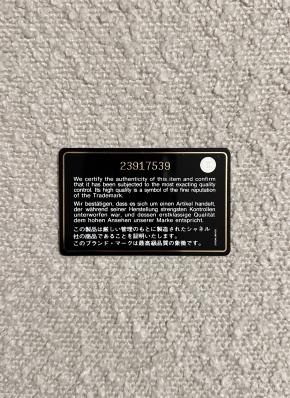 23917539
We certify the authenticity of this item and confirm
that it has been subjected to the most exacting quality
control. Its high quality is a symbol of the fine reputation
of the Trademark.
Wir bestätigen, dass es sich um einen Artikel handelt,
der während seiner Herstellung strengsten Kontrollen
unterworfen war, und dessen erstklassige Qualität
dem hohen Ansehen unserer Marke entspricht.
この製品は厳しい管理のもとに製造されたシャネル
社の商品であることを証明いたします。
このブランド・マークは最高級品質の象徴です。